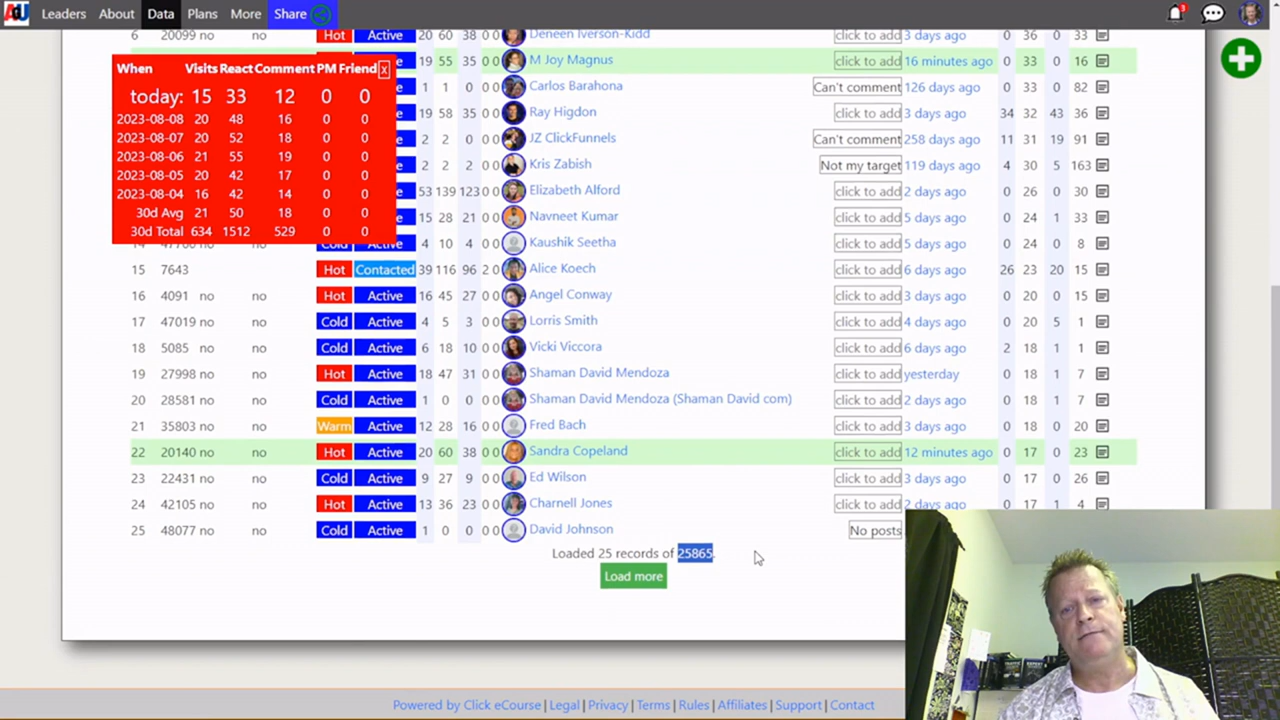 AiU Leaders About Data Plans More Share 3
6 20099 no Hot Active 20 60 38 0 0 Deneen Iverson-Kidd click to add 3 days ago 0 36 0 33
19 55 35 0 0 M Joy Magnus click to add 16 minutes ago 0 33 0 16
1 1 0 0 0 Carlos Barahona Can't comment 126 days ago 0 33 0 82
19 58 35 0 0 Ray Higdon click to add 3 days ago 34 32 43 36
2 2 0 0 0 JZ ClickFunnels Can't comment 258 days ago 11 31 19 91
2 2 2 0 0 Kris Zabish Not my target 119 days ago 4 30 5 163
53 139 123 0 0 Elizabeth Alford click to add 2 days ago 0 26 0 30
15 28 21 0 0 Navneet Kumar click to add 5 days ago 0 24 1 33
Cold Active 4 10 4 0 0 Kaushik Seetha click to add 5 days ago 0 24 0 8
15 7643 Hot Contacted 39 116 96 2 0 Alice Koech click to add 6 days ago 26 23 20 15
16 4091 no no Hot Active 16 45 27 0 0 Angel Conway click to add 3 days ago 0 20 0 15
17 47019 no no Cold Active 4 5 3 0 0 Lorris Smith click to add 4 days ago 0 20 5 1
18 5085 no no Cold Active 6 18 10 0 0 Vicki Viccora click to add 6 days ago 2 18 1 1
19 27998 no no Hot Active 18 47 31 0 0 Shaman David Mendoza click to add yesterday 0 18 1 7
20 28581 no no Cold Active 1 0 0 0 0 Shaman David Mendoza (Shaman David com) click to add 2 days ago 0 18 1 7
21 35803 no no Warm Active 12 28 16 0 0 Fred Bach click to add 3 days ago 0 18 0 20
22 20140 no no Hot Active 20 60 38 0 0 Sandra Copeland click to add 12 minutes ago 0 17 0 23
23 22431 no no Cold Active 9 27 9 0 0 Ed Wilson click to add 3 days ago 0 17 0 26
24 42105 no no Hot Active 13 36 23 0 0 Charnell Jones click to add 2 days ago 0 17 1 4
25 48077 no no Cold Active 1 0 0 0 0 David Johnson No posts
When Visits React Comment PM Friend x
today: 15 33 12 0 0
2023-08-08 20 48 16 0 0
2023-08-07 20 52 18 0 0
2023-08-06 21 55 19 0 0
2023-08-05 20 42 17 0 0
2023-08-04 16 42 14 0 0
30d Avg 21 50 18 0 0
30d Total 634 1512 529 0 0
Loaded 25 records of 25865.
Load more
Powered by Click eCourse | Legal | Privacy | Terms | Rules | Affiliates | Support | Contact